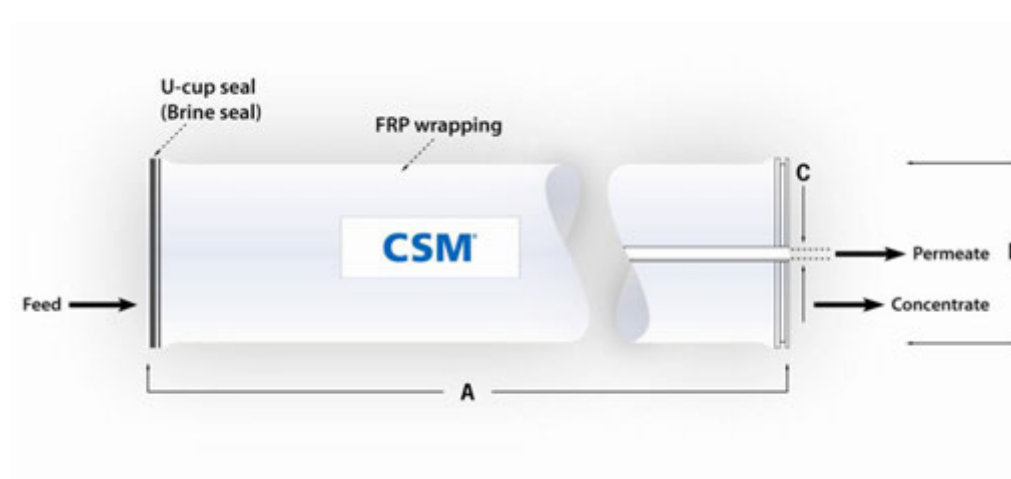 U-cup seal
(Brine seal)
FRP wrapping
C
CSM
Permeate
Feed
Concentrate
A